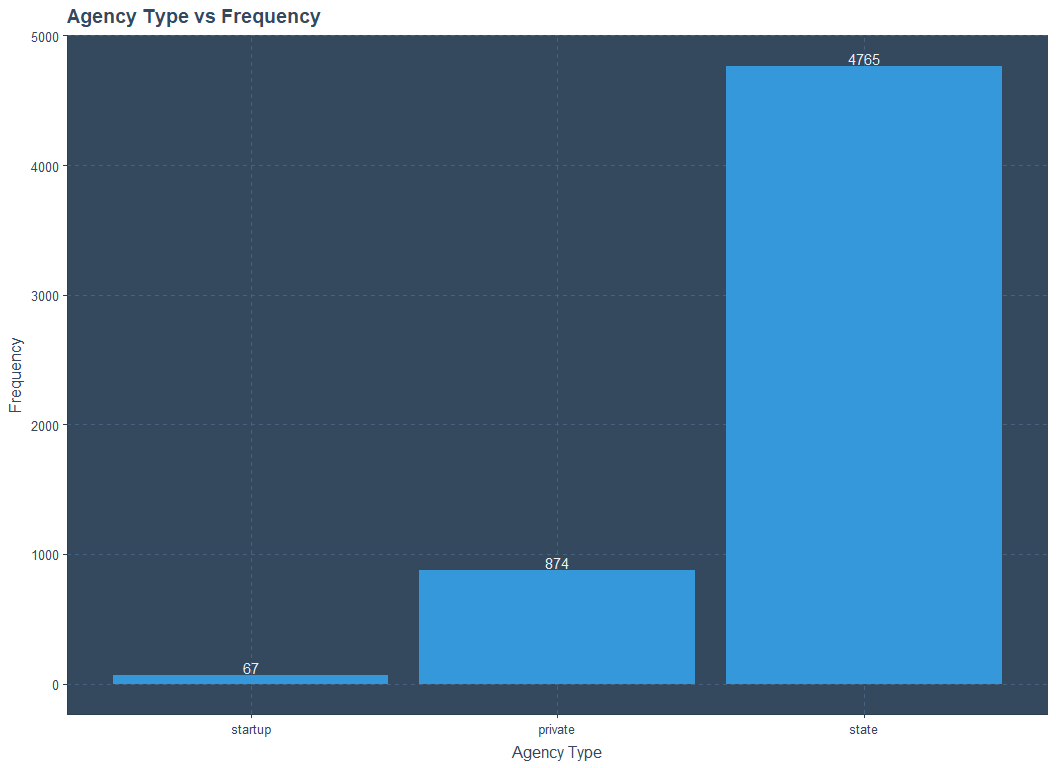 Agency Type vs Frequency
5000
4000
3000
2000
1000
0
Frequency
67
874
4765
startup
private
state
Agency Type